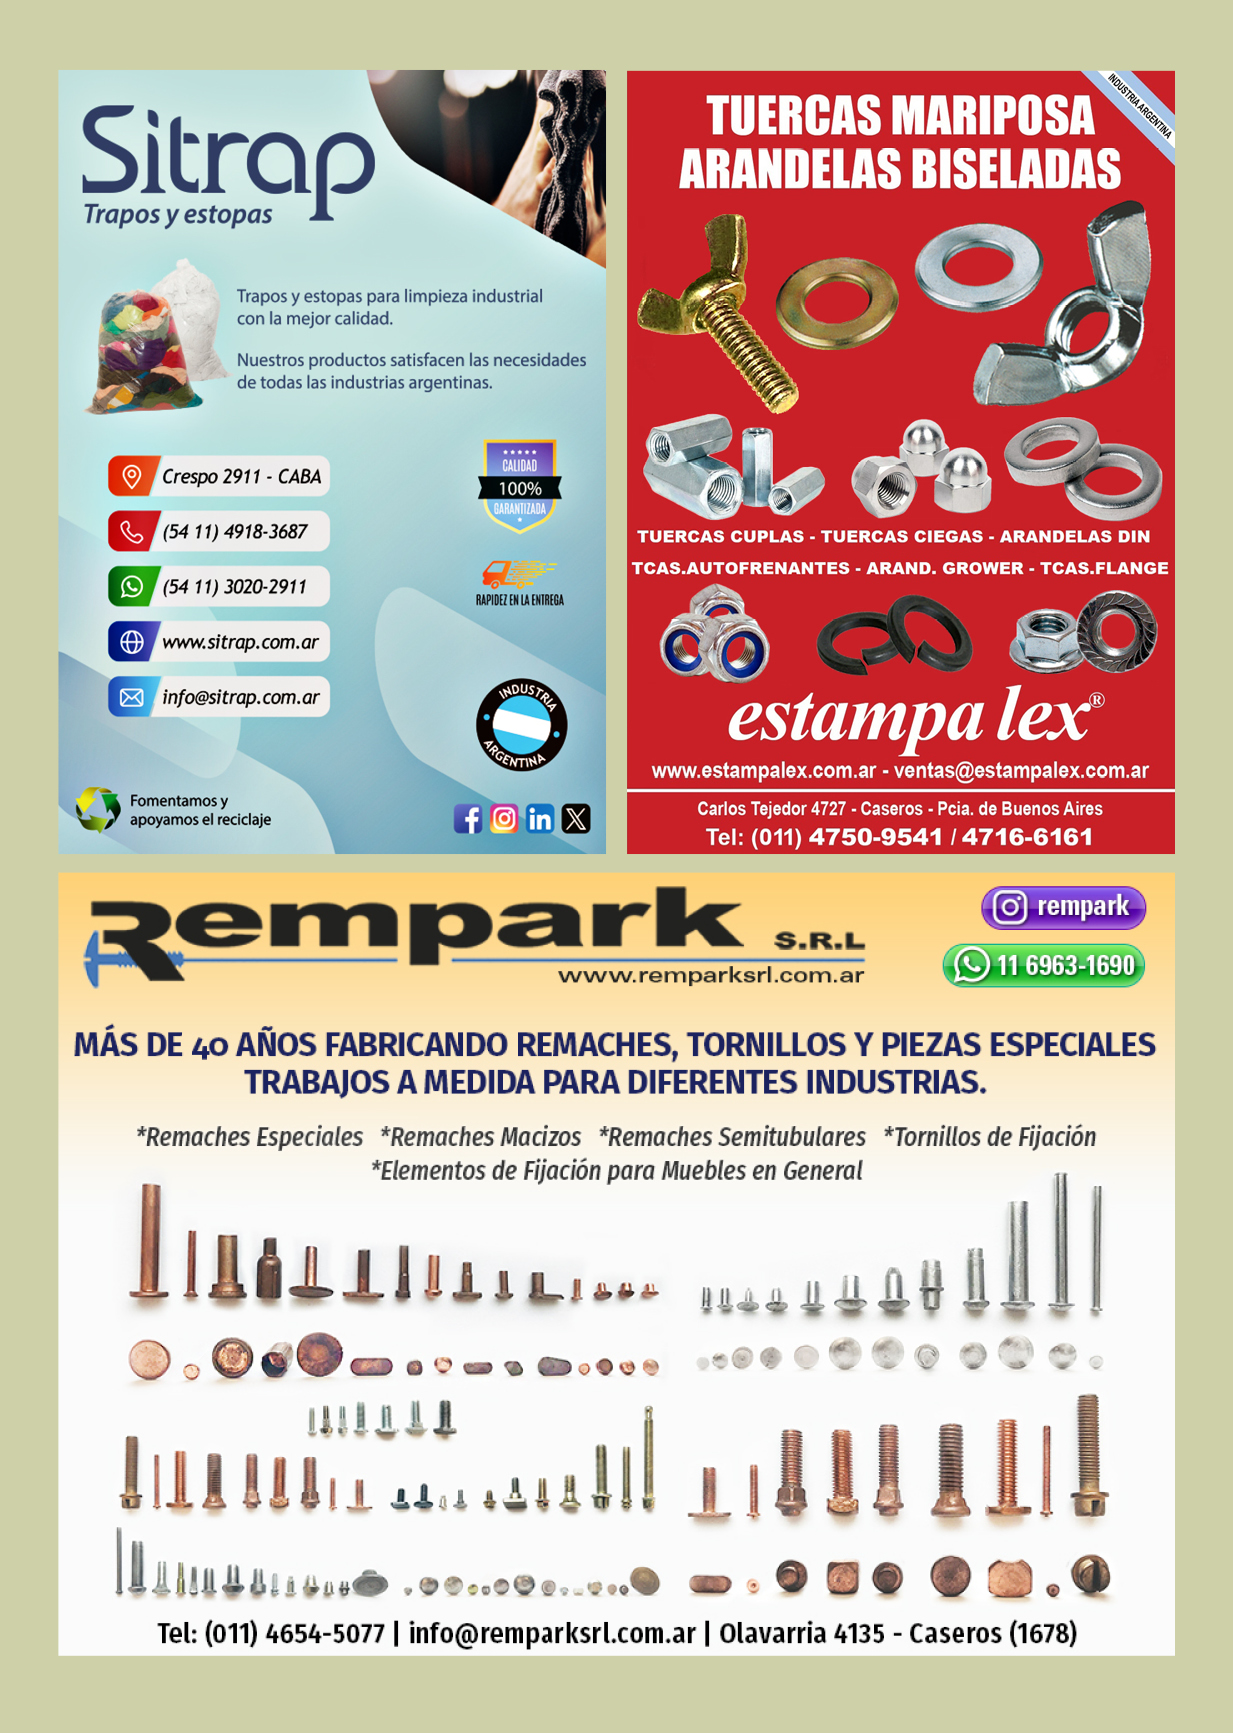 Sitrap
Trapos y estopas
Trapos y estopas para limpieza industrial
con la mejor calidad.
Nuestros productos satisfacen las necesidades
de todas las industrias argentinas.
Crespo 2911 - CABA
(54 11) 4918-3687
(54 11) 3020-2911
www.sitrap.com.ar
info@sitrap.com.ar
CALIDAD
100%
GARANTIZADA
RAPIDEZ EN LA ENTREGA
INDUSTRIA
ARGENTINA
Fomentamos y
apoyamos el reciclaje
INDUSTRIA ARGENTINA
TUERCAS MARIPOSA
ARANDELAS BISELADAS
TUERCAS CUPLAS - TUERCAS CIEGAS - ARANDELAS DIN
TCAS.AUTOFRENANTES - ARAND. GROWER - TCAS.FLANGE
estampa lex®
www.estampalex.com.ar - ventas@estampalex.com.ar
Carlos Tejedor 4727 - Caseros - Pcia. de Buenos Aires
Tel: (011) 4750-9541 / 4716-6161
Rempark S.R.L
www.remparksrl.com.ar
rempark
11 6963-1690
MÁS DE 40 AÑOS FABRICANDO REMACHES, TORNILLOS Y PIEZAS ESPECIALES
TRABAJOS A MEDIDA PARA DIFERENTES INDUSTRIAS.
*Remaches Especiales *Remaches Macizos *Remaches Semitubulares *Tornillos de Fijación
*Elementos de Fijación para Muebles en General
Tel: (011) 4654-5077 | info@remparksrl.com.ar | Olavarria 4135 - Caseros (1678)